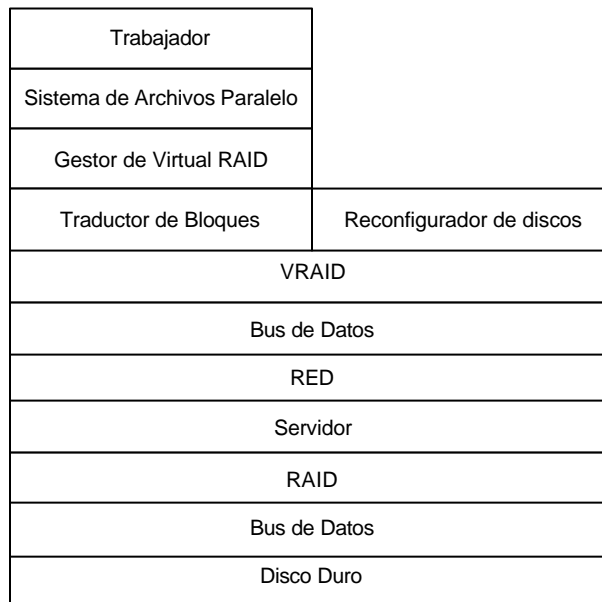 Trabajador
Sistema de Archivos Paralelo
Gestor de Virtual RAID
Traductor de Bloques
Reconfigurador de discos
VRAID
Bus de Datos
RED
Servidor
RAID
Bus de Datos
Disco Duro